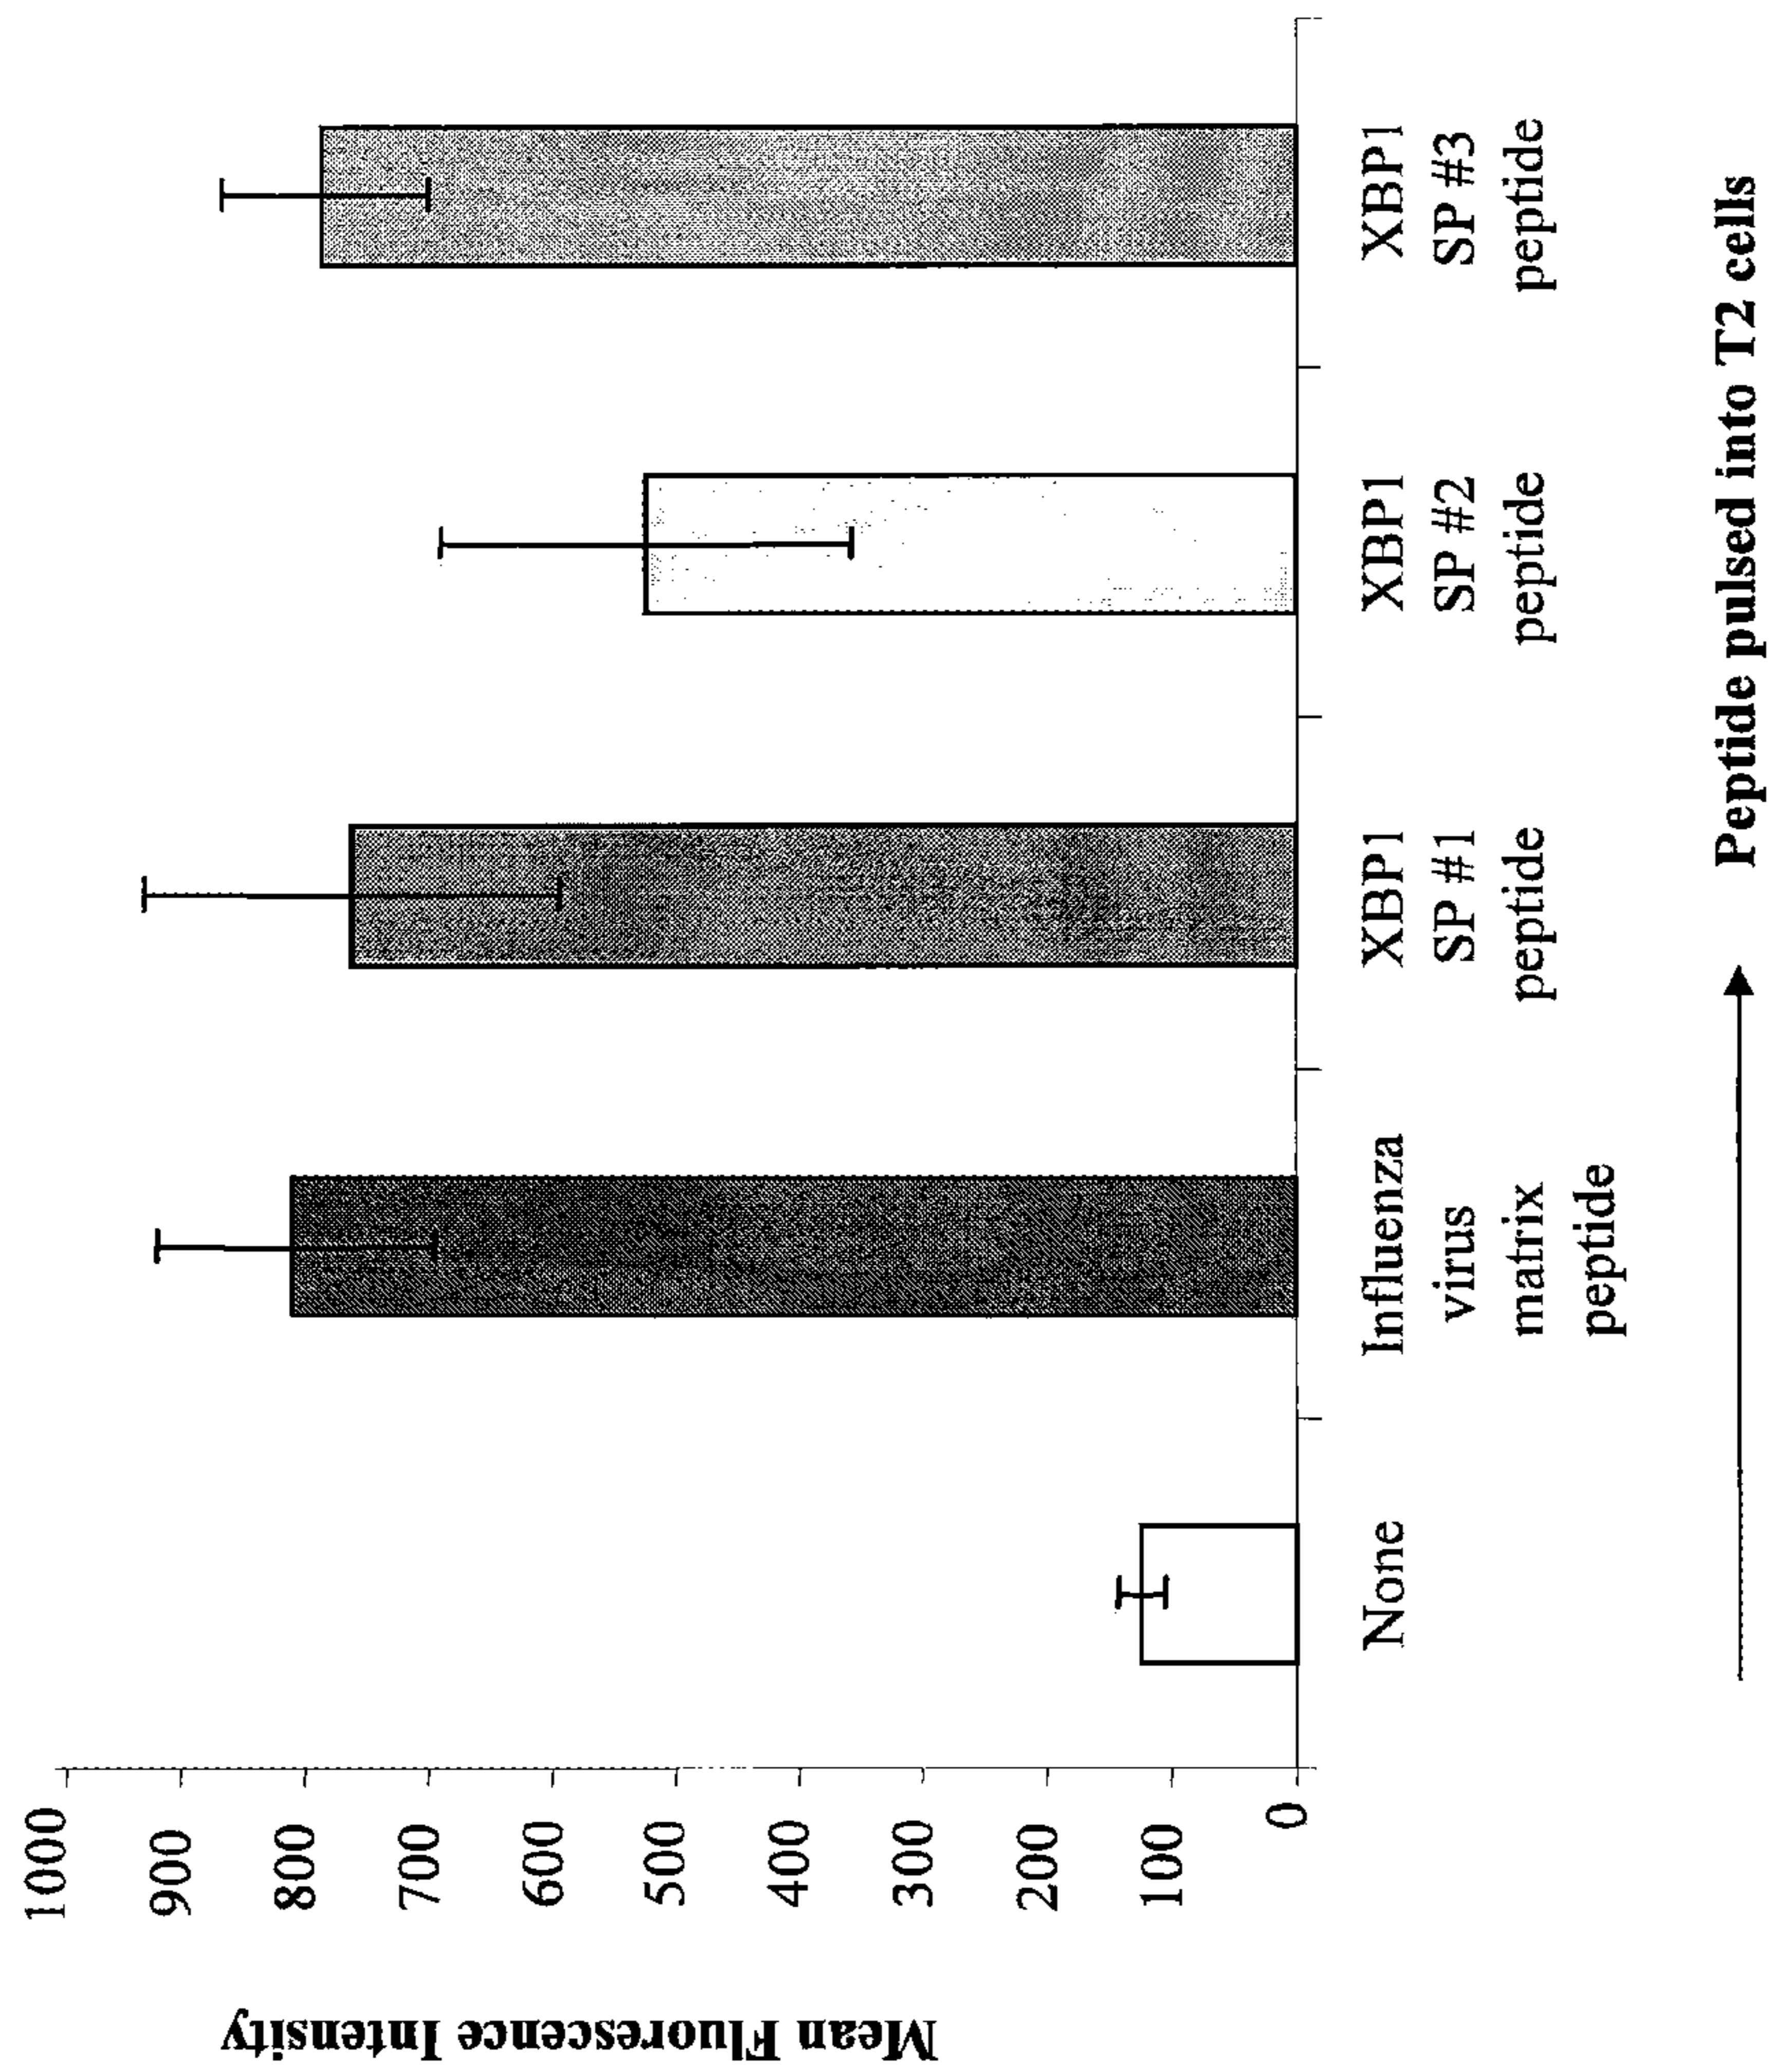 Mean Fluorescence Intensity
1000
900
800
700
600
500
400
300
200
100
0
None
Influenza
virus
matrix
peptide
XBP1
SP #1
peptide
XBP1
SP #2
peptide
XBP1
SP #3
peptide
Peptide pulsed into T2 cells